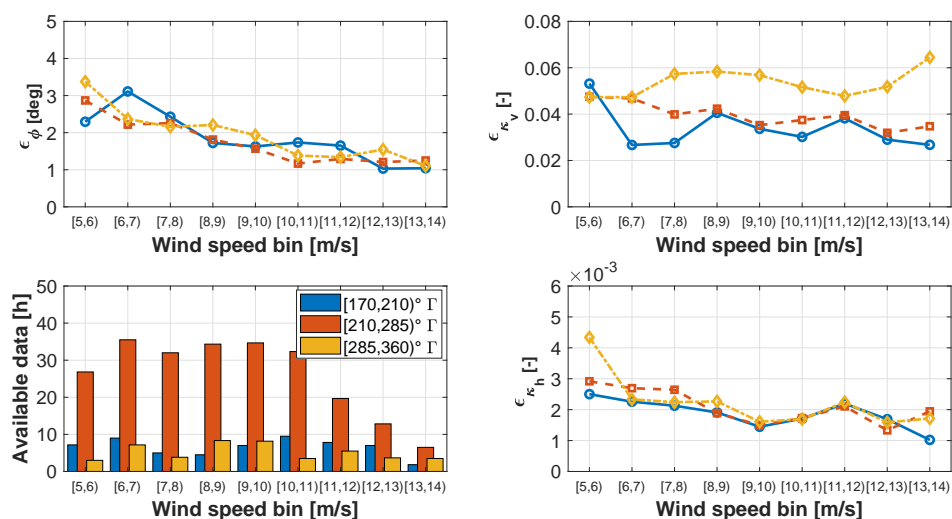 5
4
3
2
1
0
ϵ_ϕ [deg]
[5,6) [6,7) [7,8) [8,9) [9,10) [10,11) [11,12) [12,13) [13,14)
Wind speed bin [m/s]
0.08
0.06
0.04
0.02
0
ϵ_κ_v [-]
[5,6) [6,7) [7,8) [8,9) [9,10) [10,11) [11,12) [12,13) [13,14)
Wind speed bin [m/s]
50
40
30
20
10
0
Available data [h]
[170,210)° Γ
[210,285)° Γ
[285,360)° Γ
[5,6) [6,7) [7,8) [8,9) [9,10) [10,11) [11,12) [12,13) [13,14)
Wind speed bin [m/s]
×10⁻³
6
5
4
3
2
1
0
ϵ_κ_h [-]
[5,6) [6,7) [7,8) [8,9) [9,10) [10,11) [11,12) [12,13) [13,14)
Wind speed bin [m/s]